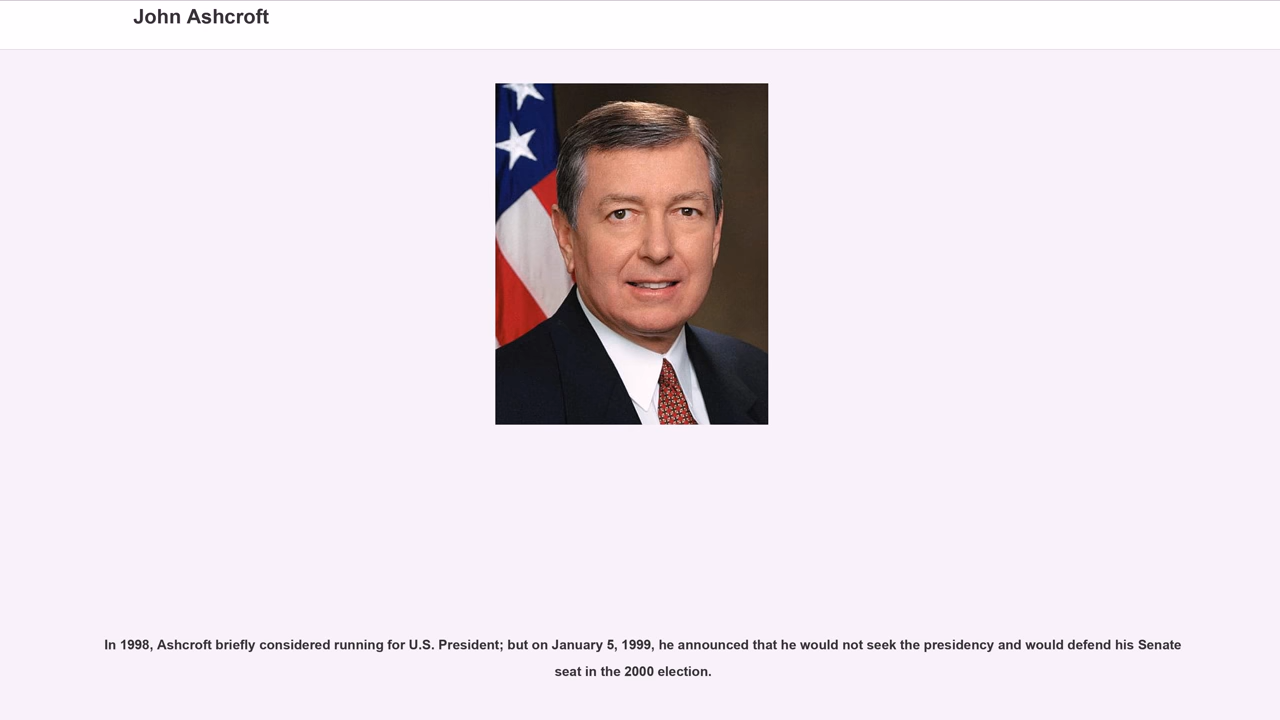 John Ashcroft
In 1998, Ashcroft briefly considered running for U.S. President; but on January 5, 1999, he announced that he would not seek the presidency and would defend his Senate
seat in the 2000 election.